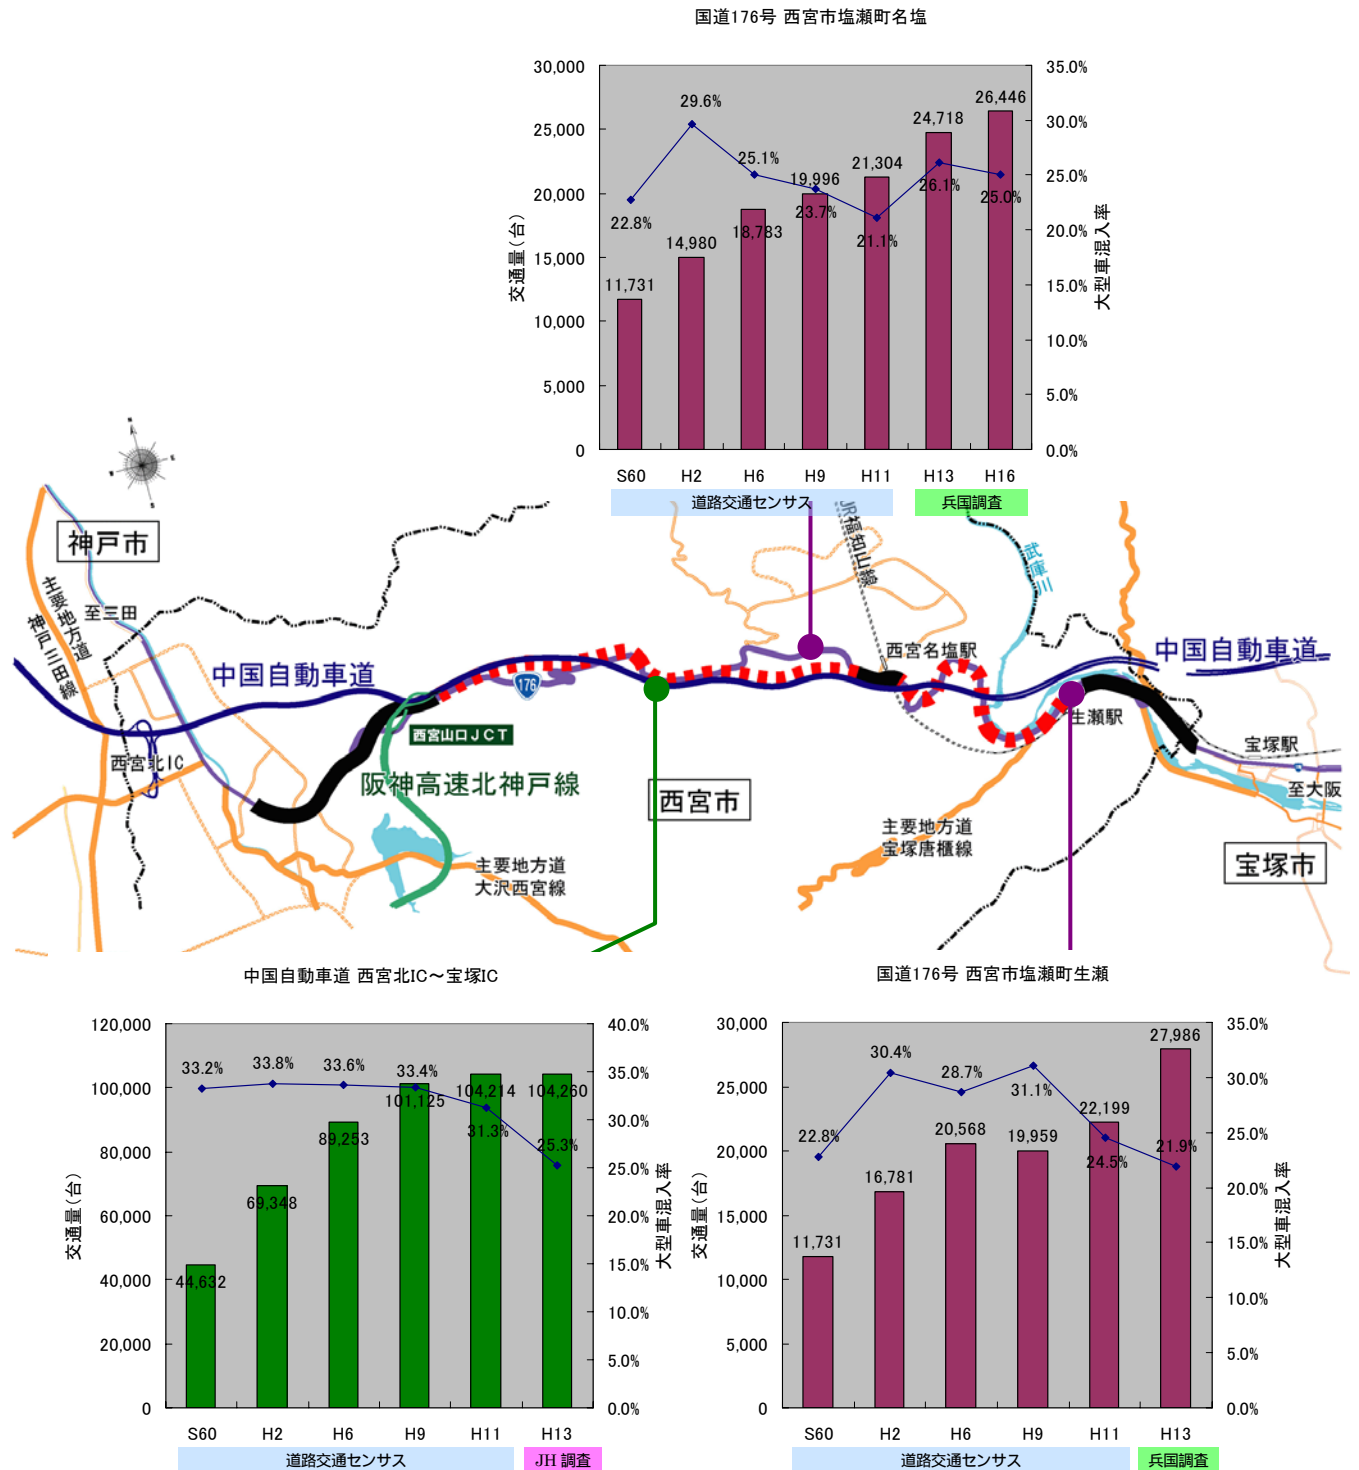 国道176号 西宮市塩瀬町名塩
30,000
25,000
20,000
15,000
10,000
5,000
0
交通量(台)
35.0%
30.0%
25.0%
20.0%
15.0%
10.0%
5.0%
0.0%
大型車混入率
29.6%
26,446
24,718
25.1%
21,304
19,996
26.1%
25.0%
22.8%
23.7%
18,783
21.1%
14,980
11,731
S60 H2 H6 H9 H11 H13 H16
道路交通センサス 兵国調査
神戸市
主要地方道
神戸三田線
至三田
中国自動車道
176
JR福知山線
武庫川
西宮名塩駅
中国自動車道
西宮北IC
西宮山口JCT
生瀬駅
宝塚駅
阪神高速北神戸線
西宮市
至大阪
主要地方道
宝塚唐櫃線
主要地方道
大沢西宮線
宝塚市
中国自動車道 西宮北IC～宝塚IC
120,000
100,000
80,000
60,000
40,000
20,000
0
交通量(台)
40.0%
35.0%
30.0%
25.0%
20.0%
15.0%
10.0%
5.0%
0.0%
大型車混入率
33.2%
33.8%
33.6%
33.4%
104,214
104,260
101,125
31.3%
89,253
25.3%
69,348
44,632
S60 H2 H6 H9 H11 H13
道路交通センサス JH 調査
国道176号 西宮市塩瀬町生瀬
30,000
25,000
20,000
15,000
10,000
5,000
0
交通量(台)
35.0%
30.0%
25.0%
20.0%
15.0%
10.0%
5.0%
0.0%
大型車混入率
27,986
30.4%
28.7%
31.1%
22,199
22.8%
20,568
19,959
24.5%
21.9%
16,781
11,731
S60 H2 H6 H9 H11 H13
道路交通センサス 兵国調査